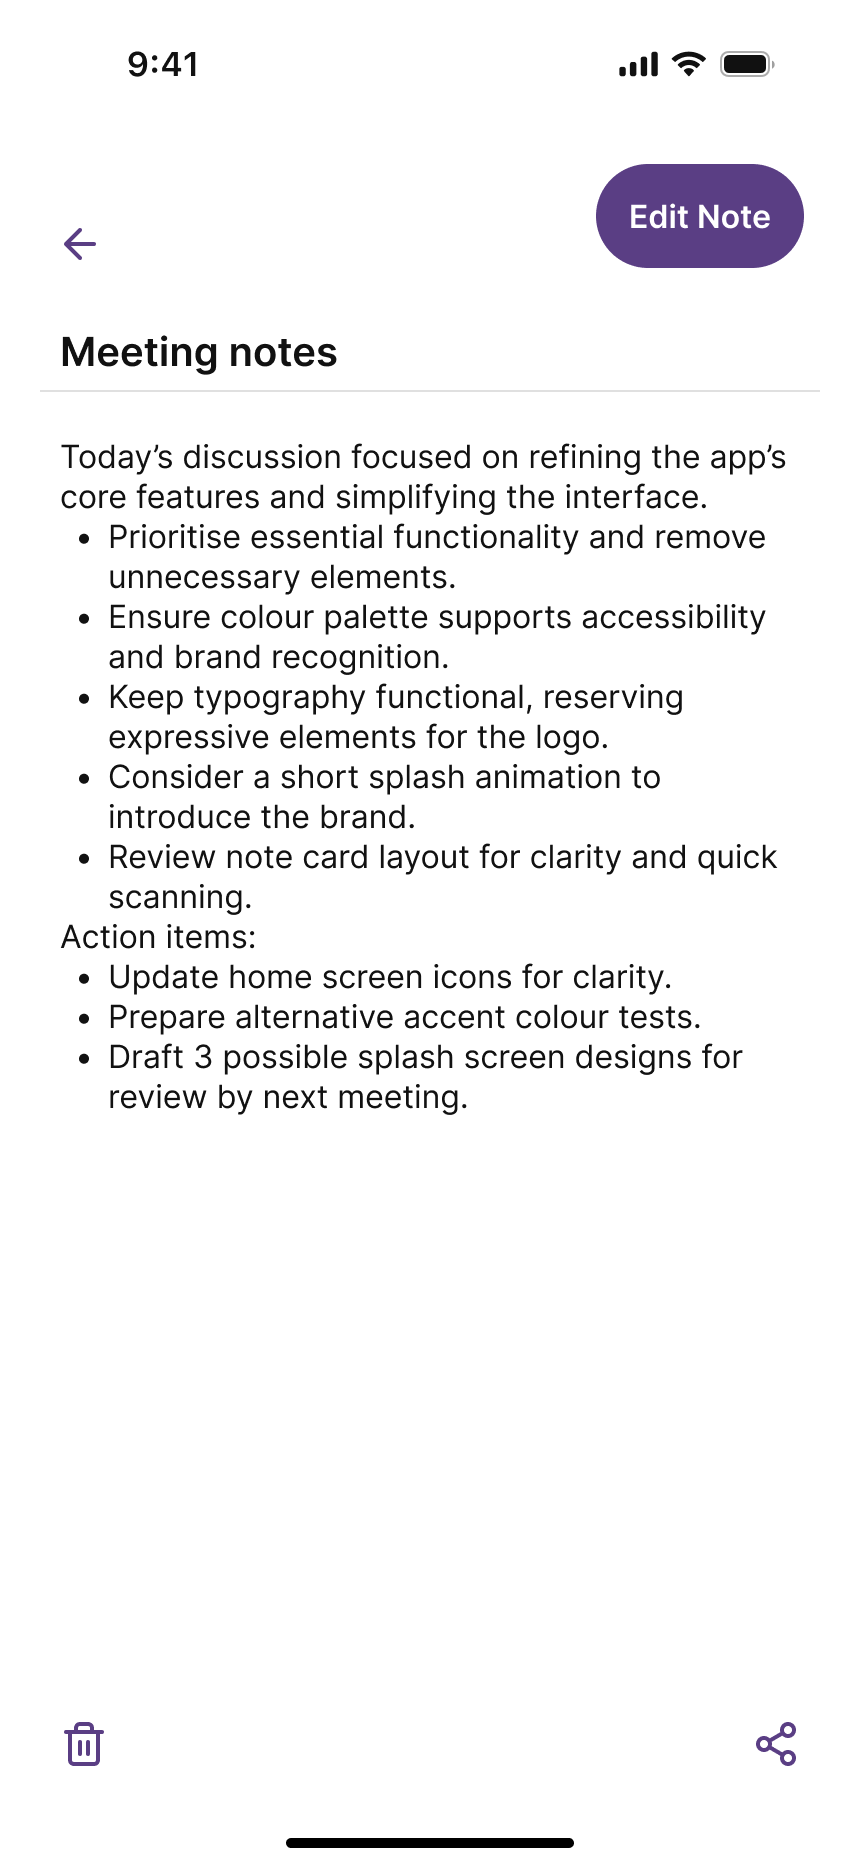 9:41
Edit Note
Meeting notes
Today’s discussion focused on refining the app’s
core features and simplifying the interface.
• Prioritise essential functionality and remove
unnecessary elements.
• Ensure colour palette supports accessibility
and brand recognition.
• Keep typography functional, reserving
expressive elements for the logo.
• Consider a short splash animation to
introduce the brand.
• Review note card layout for clarity and quick
scanning.
Action items:
• Update home screen icons for clarity.
• Prepare alternative accent colour tests.
• Draft 3 possible splash screen designs for
review by next meeting.